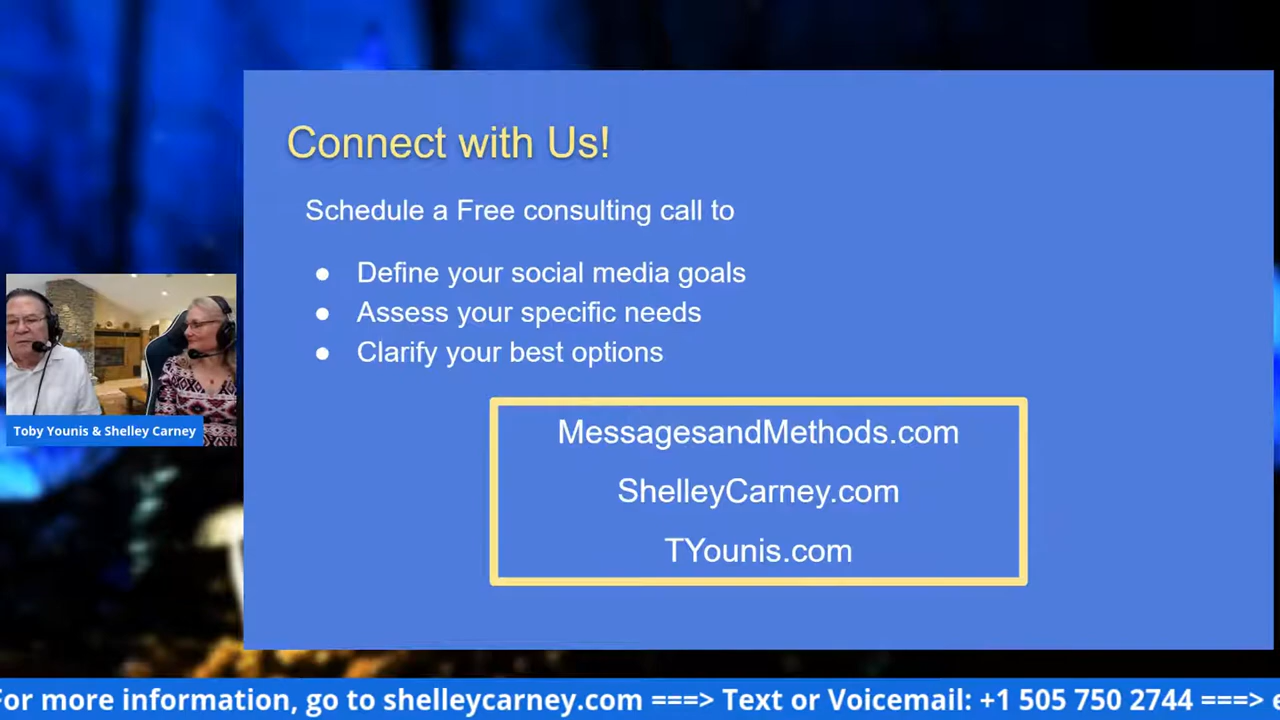 Connect with Us!
Schedule a Free consulting call to
● Define your social media goals
● Assess your specific needs
● Clarify your best options
MessagesandMethods.com
ShelleyCarney.com
TYounis.com
Toby Younis & Shelley Carney
For more information, go to shelleycarney.com ===> Text or Voicemail: +1 505 750 2744 ===>